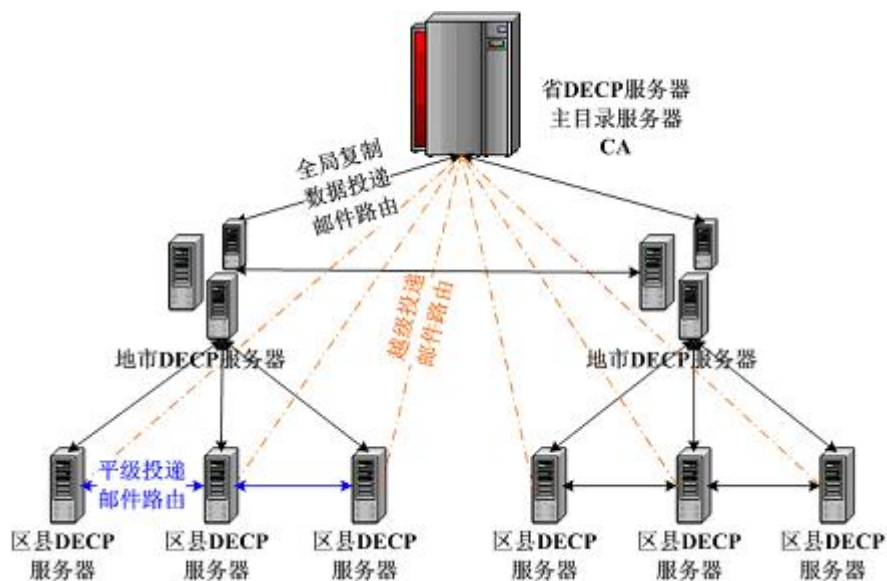 省DECP服务器
主目录服务器
CA
全局复制
数据投递
邮件路由
越级投递
邮件路由
地市DECP服务器
地市DECP服务器
平级投递
邮件路由
区县DECP
服务器
区县DECP
服务器
区县DECP
服务器
区县DECP
服务器
区县DECP
服务器
区县DECP
服务器